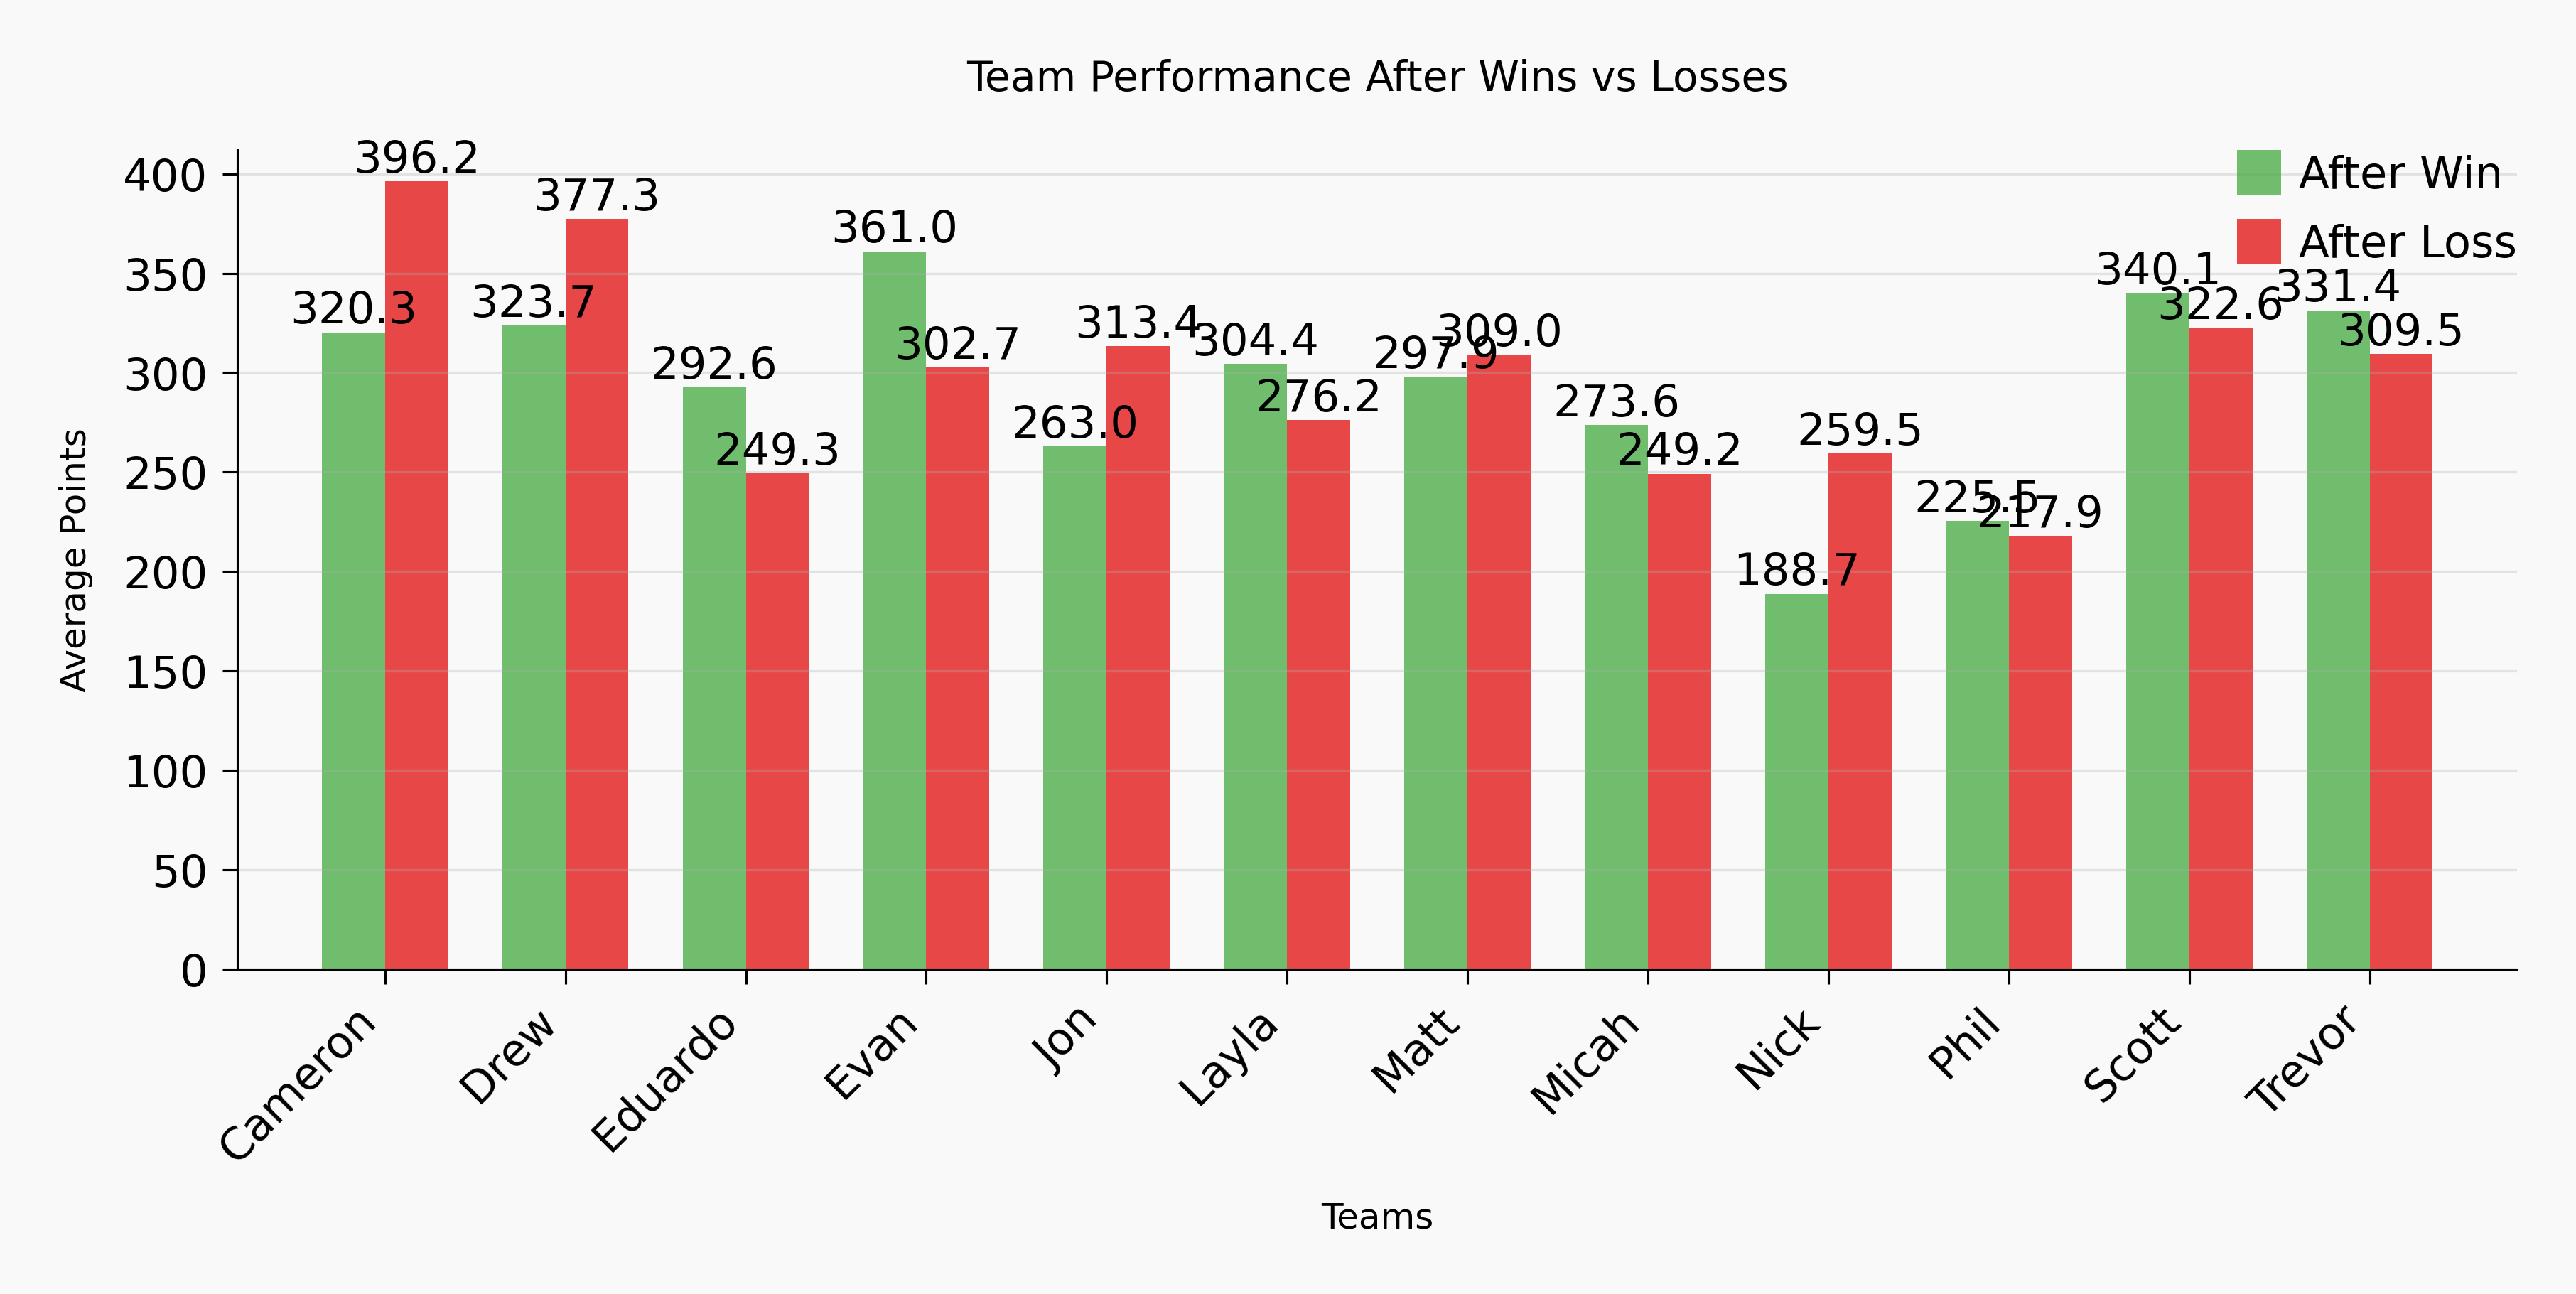 Team Performance After Wins vs Losses
After Win
After Loss
Average Points
400
350
300
250
200
150
100
50
0
320.3
396.2
323.7
377.3
292.6
249.3
361.0
302.7
263.0
313.4
304.4
276.2
297.9
309.0
273.6
249.2
188.7
259.5
225.5
217.9
340.1
322.6
331.4
309.5
Cameron
Drew
Eduardo
Evan
Jon
Layla
Matt
Micah
Nick
Phil
Scott
Trevor
Teams